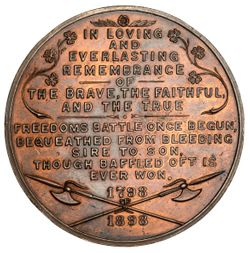 IN LOVING
AND
EVERLASTING
REMEMBRANCE
OF
THE BRAVE, THE FAITHFUL,
AND THE TRUE
FREEDOMS BATTLE ONCE BEGUN,
BEQUEATHED FROM BLEEDING
SIRE TO SON,
THOUGH BAFFLED OFT IS
EVER WON.
1798
1898